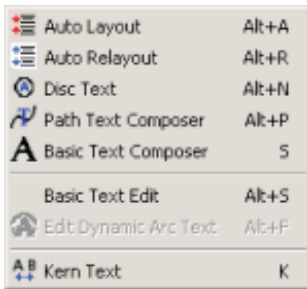 Auto Layout Alt+A
Auto Relayout Alt+R
Disc Text Alt+N
Path Text Composer Alt+P
Basic Text Composer S
Basic Text Edit Alt+S
Edit Dynamic Arc Text Alt+F
Kern Text K